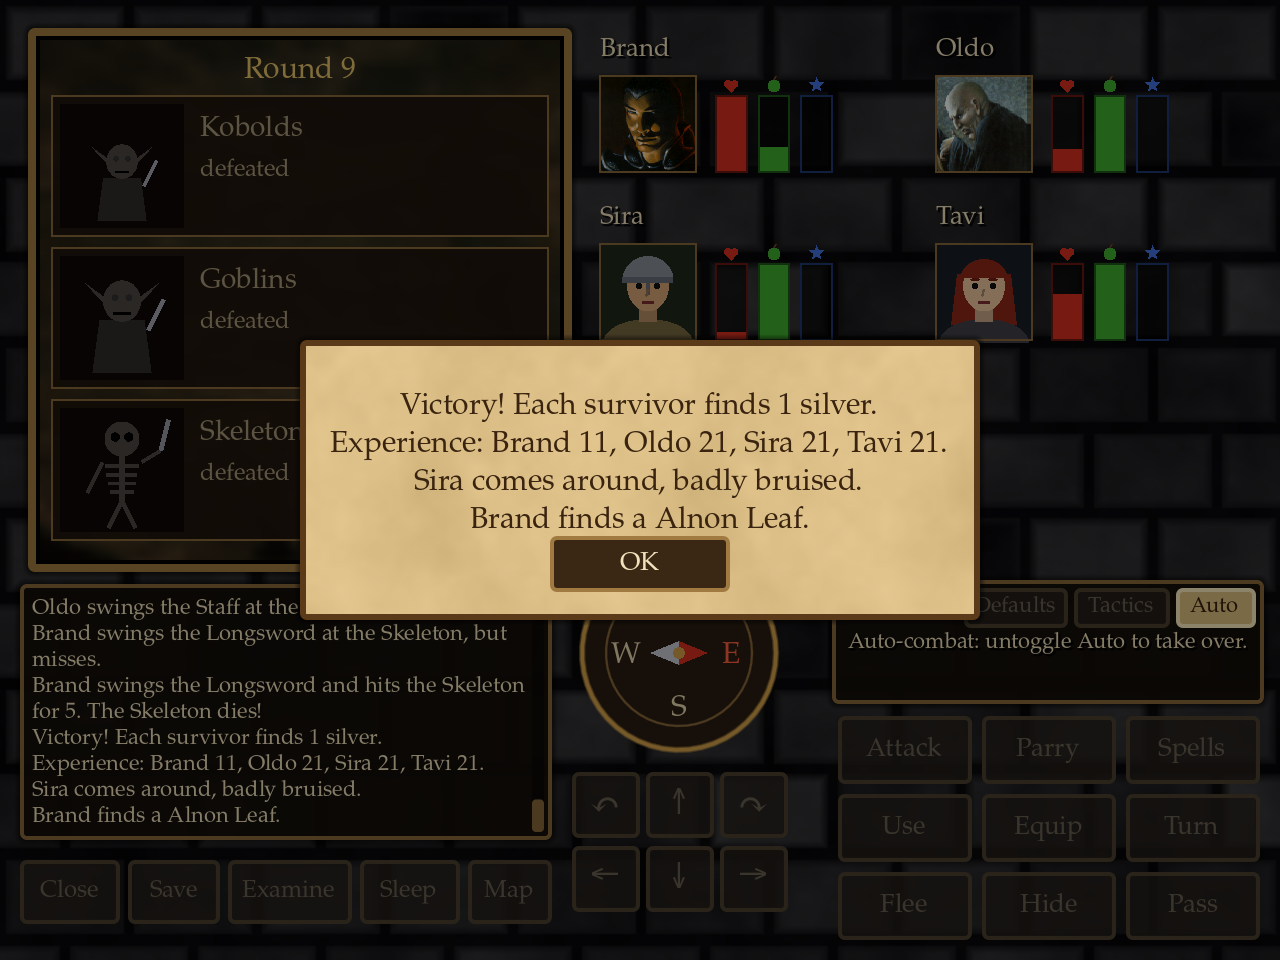 Round 9
Kobolds
defeated
Goblins
defeated
Skeleton
defeated
Brand
Oldo
Sira
Tavi
Victory! Each survivor finds 1 silver.
Experience: Brand 11, Oldo 21, Sira 21, Tavi 21.
Sira comes around, badly bruised.
Brand finds a Alnon Leaf.
OK
Oldo swings the Staff at the
Brand swings the Longsword at the Skeleton, but
misses.
Brand swings the Longsword and hits the Skeleton
for 5. The Skeleton dies!
Victory! Each survivor finds 1 silver.
Experience: Brand 11, Oldo 21, Sira 21, Tavi 21.
Sira comes around, badly bruised.
Brand finds a Alnon Leaf.
Close Save Examine Sleep Map
W E
S
Defaults Tactics Auto
Auto-combat: untoggle Auto to take over.
Attack Parry Spells
Use Equip Turn
Flee Hide Pass